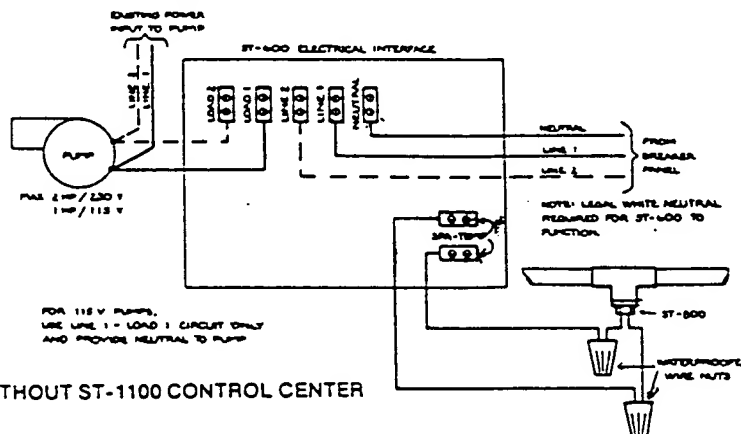 EXISTING POWER
INPUT TO PUMP
LINE 2
LINE 1
ST-600 ELECTRICAL INTERFACE
LOAD 2
LOAD 1
LINE 2
LINE 1
NEUTRAL
PUMP
MAX 2 HP/230 V
1 HP/115 V
NEUTRAL
LINE 1
LINE 2
FROM
BREAKER
PANEL
NOTE: LEGAL WHITE NEUTRAL
REQUIRED FOR ST-600 TO
FUNCTION.
SPA-TEMP
ST-800
FOR 115 V PUMPS,
USE LINE 1 - LOAD 1 CIRCUIT ONLY
AND PROVIDE NEUTRAL TO PUMP
WATERPROOFED
WIRE NUTS
THOUT ST-1100 CONTROL CENTER